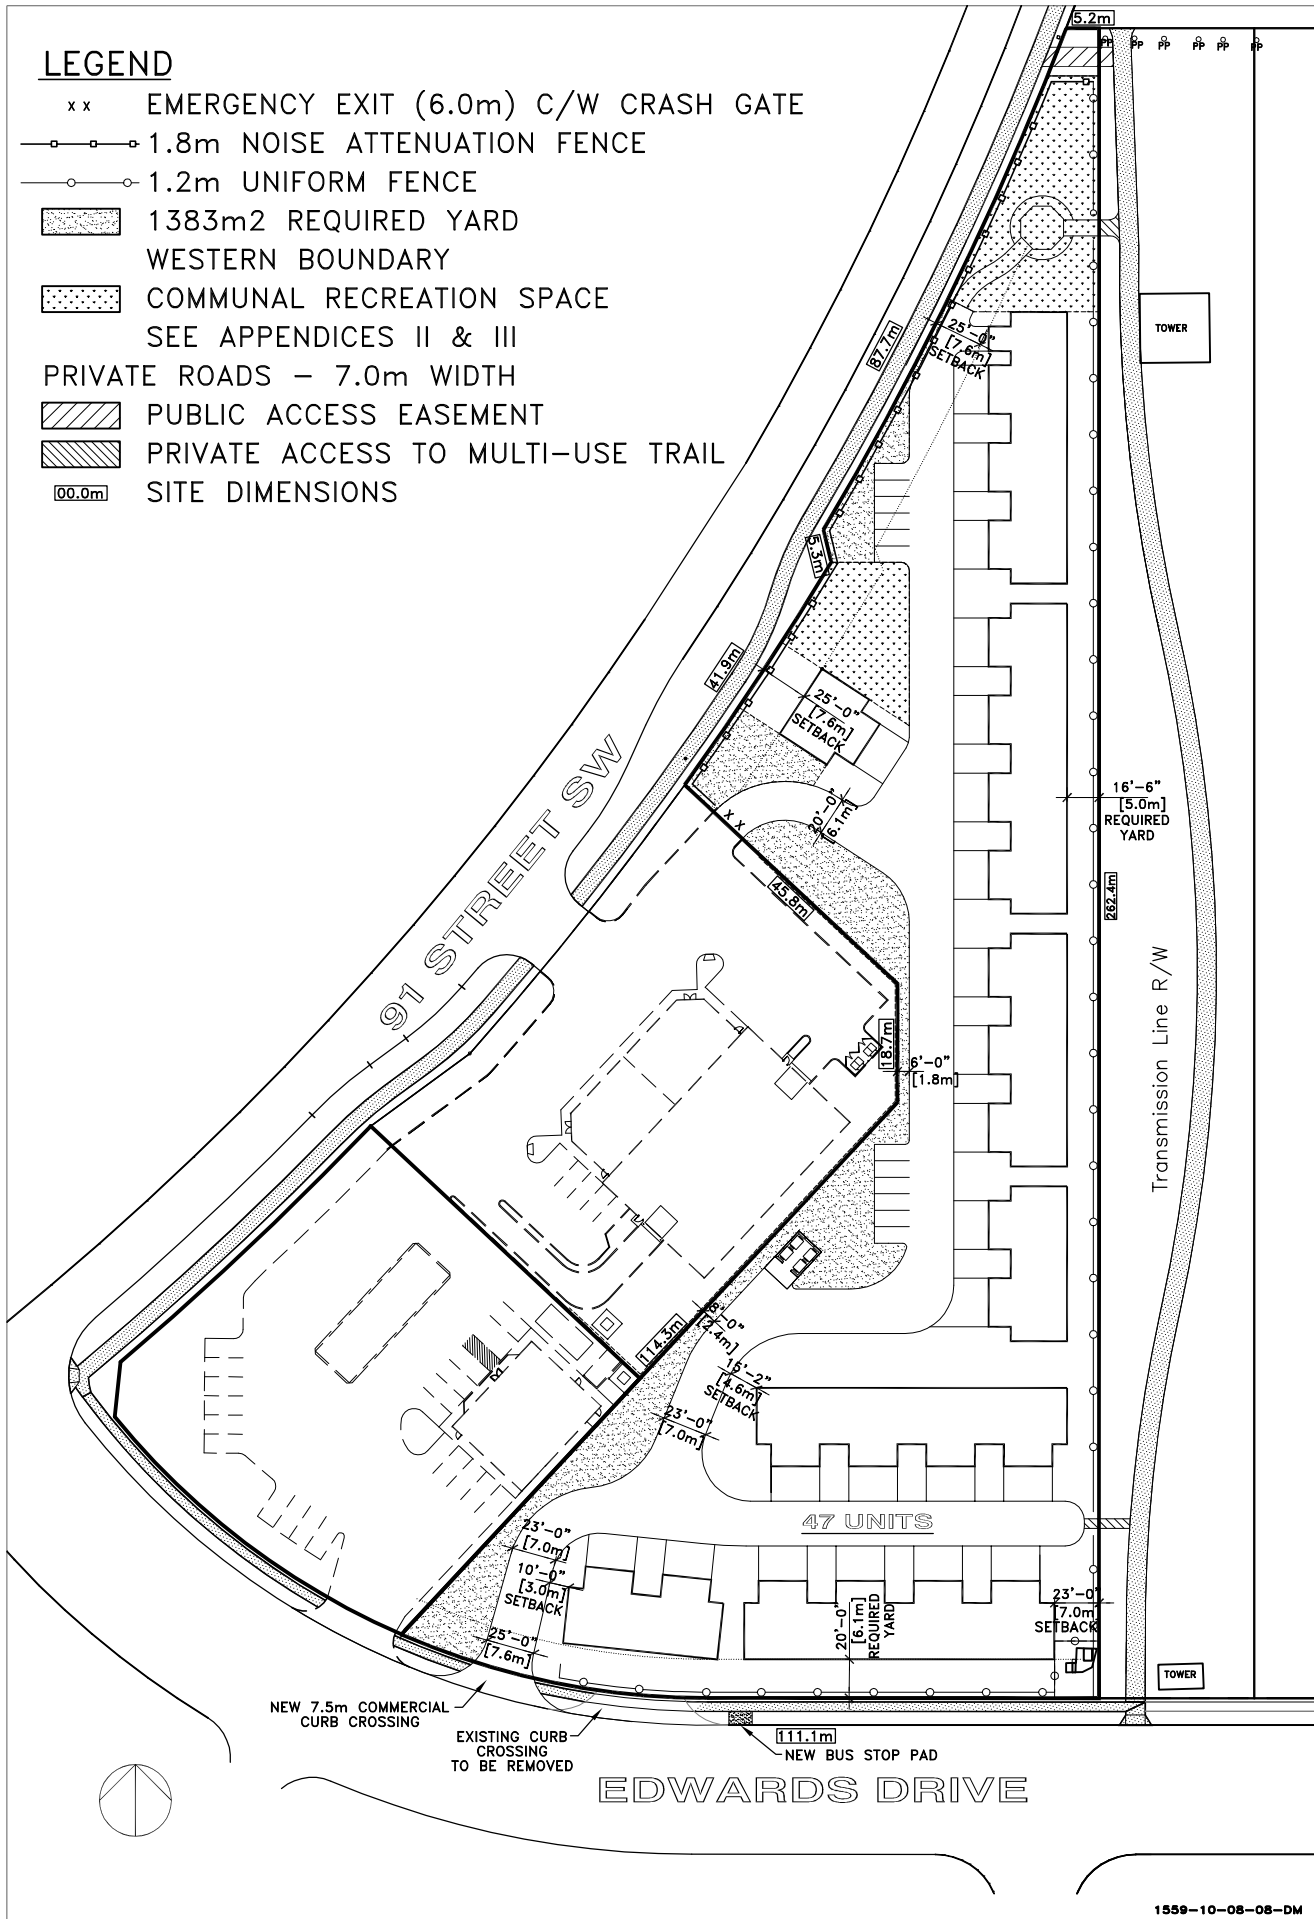 LEGEND
x x EMERGENCY EXIT (6.0m) C/W CRASH GATE
1.8m NOISE ATTENUATION FENCE
1.2m UNIFORM FENCE
1383m2 REQUIRED YARD
WESTERN BOUNDARY
COMMUNAL RECREATION SPACE
SEE APPENDICES II & III
PRIVATE ROADS – 7.0m WIDTH
PUBLIC ACCESS EASEMENT
PRIVATE ACCESS TO MULTI–USE TRAIL
00.0m SITE DIMENSIONS
5.2m
PP PP PP PP PP PP
TOWER
87.7m
25'-0"
[7.6m]
SETBACK
5.3m
41.9m
25'-0"
[7.6m]
SETBACK
91 STREET SW
x x
20'-0"
[6.1m]
16'-6"
[5.0m]
REQUIRED
YARD
45.8m
262.4m
Transmission Line R/W
18.7m
6'-0"
[1.8m]
114.3m
8'-0"
[2.4m]
15'-2"
[4.6m]
SETBACK
23'-0"
[7.0m]
47 UNITS
23'-0"
[7.0m]
10'-0"
[3.0m]
SETBACK
25'-0"
[7.6m]
20'-0"
[6.1m]
REQUIRED
YARD
23'-0"
[7.0m]
SETBACK
TOWER
NEW 7.5m COMMERCIAL
CURB CROSSING
EXISTING CURB
CROSSING
TO BE REMOVED
111.1m
NEW BUS STOP PAD
EDWARDS DRIVE
1559-10-08-08-DM